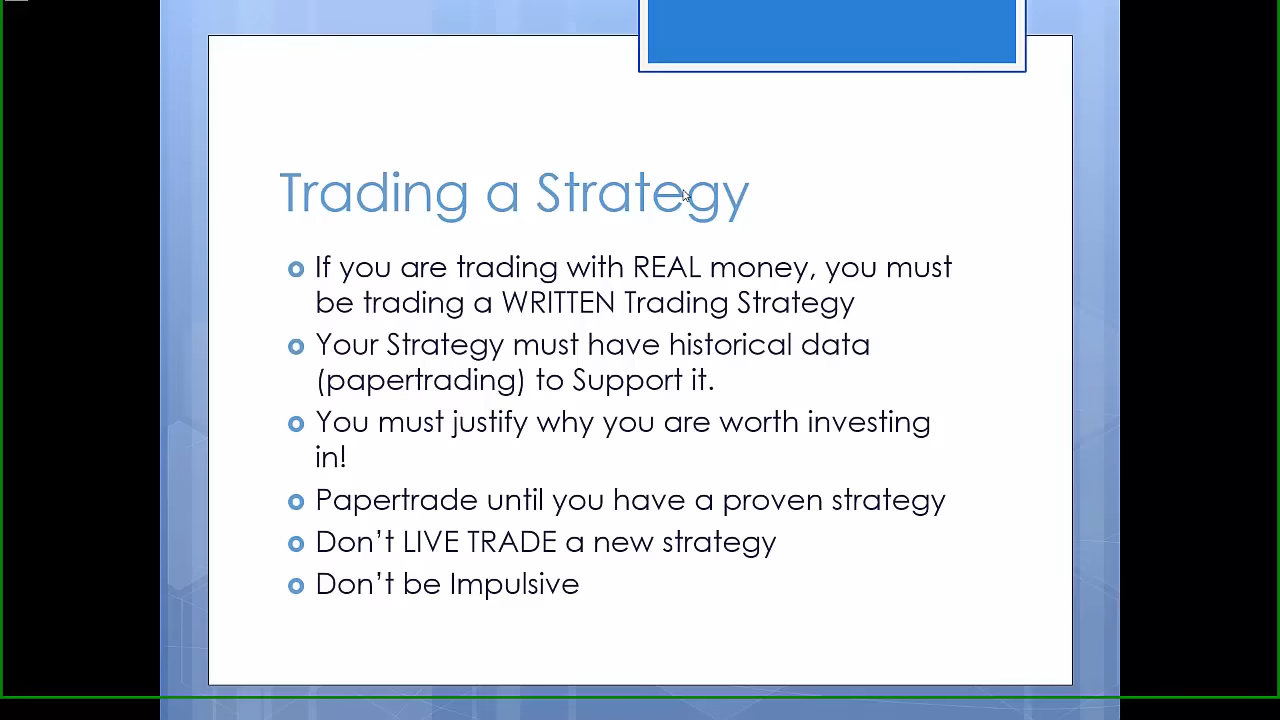 Trading a Strategy
If you are trading with REAL money, you must
be trading a WRITTEN Trading Strategy
Your Strategy must have historical data
(papertrading) to Support it.
You must justify why you are worth investing
in!
Papertrade until you have a proven strategy
Don’t LIVE TRADE a new strategy
Don’t be Impulsive